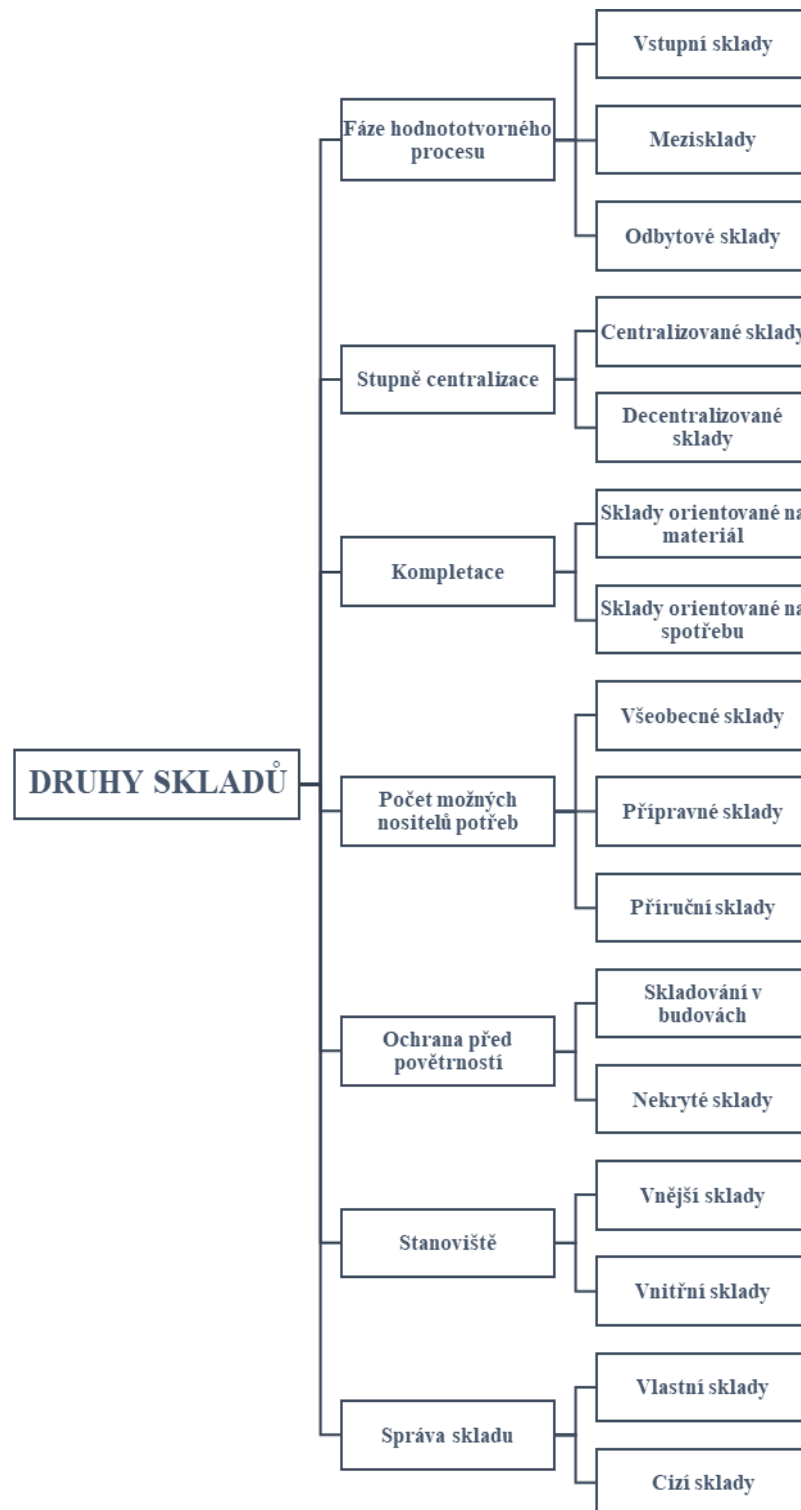 DRUHY SKLADŮ
Fáze hodnototvorného
procesu
Vstupní sklady
Mezisklady
Odbytové sklady
Stupně centralizace
Centralizované sklady
Decentralizované
sklady
Kompletace
Sklady orientované na
materiál
Sklady orientované na
spotřebu
Počet možných
nositelů potřeb
Všeobecné sklady
Přípravné sklady
Příruční sklady
Ochrana před
povětrností
Skladování v
budovách
Nekryté sklady
Stanoviště
Vnější sklady
Vnitřní sklady
Správa skladu
Vlastní sklady
Cizí sklady